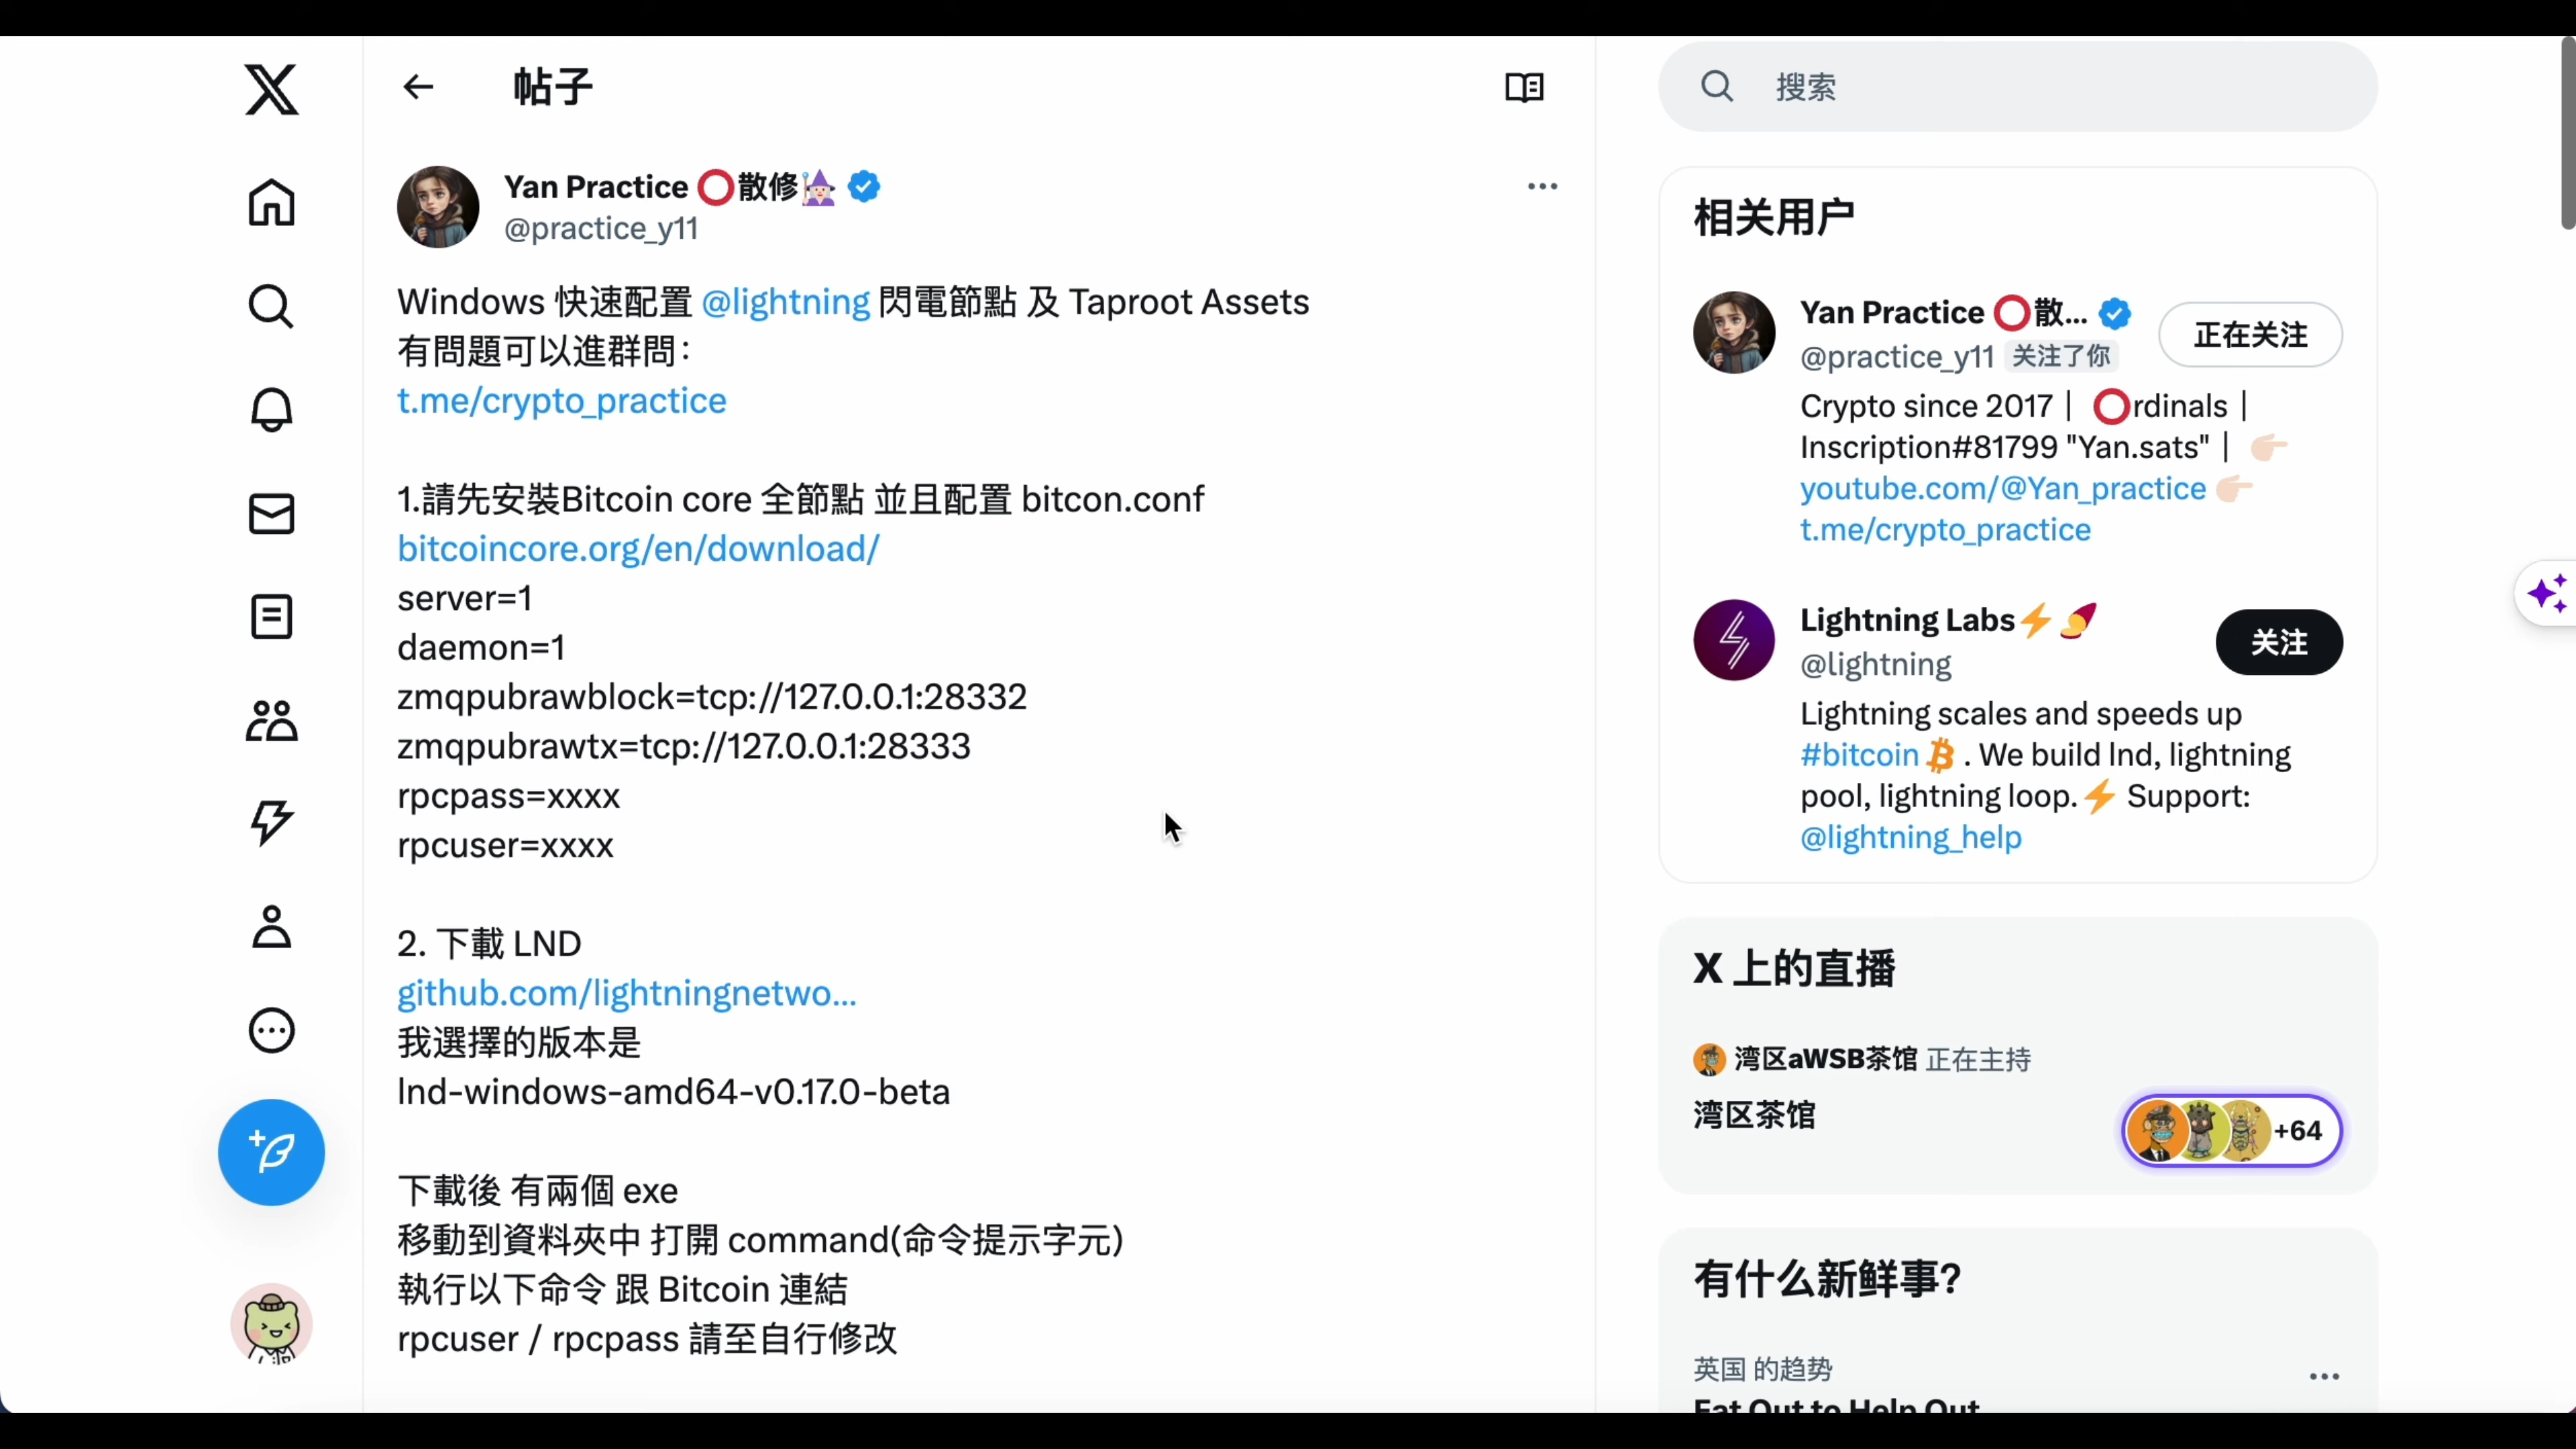 帖子
Yan Practice ⭕散修🧙🏻‍♀️
@practice_y11
Windows 快速配置 @lightning 閃電節點 及 Taproot Assets
有問題可以進群問：
t.me/crypto_practice
1.請先安裝Bitcoin core 全節點 並且配置 bitcon.conf
bitcoincore.org/en/download/
server=1
daemon=1
zmqpubrawblock=tcp://127.0.0.1:28332
zmqpubrawtx=tcp://127.0.0.1:28333
rpcpass=xxxx
rpcuser=xxxx
2. 下載 LND
github.com/lightningnetwo...
我選擇的版本是
lnd-windows-amd64-v0.17.0-beta
下載後 有兩個 exe
移動到資料夾中 打開 command(命令提示字元)
執行以下命令 跟 Bitcoin 連結
rpcuser / rpcpass 請至自行修改
搜索
相关用户
Yan Practice ⭕散...
正在关注
@practice_y11 关注了你
Crypto since 2017 | ⭕rdinals |
Inscription#81799 "Yan.sats" | 👉🏻
youtube.com/@Yan_practice 👉🏻
t.me/crypto_practice
Lightning Labs⚡🍠
关注
@lightning
Lightning scales and speeds up
#bitcoin . We build lnd, lightning
pool, lightning loop.⚡ Support:
@lightning_help
X 上的直播
湾区aWSB茶馆 正在主持
湾区茶馆
+64
有什么新鲜事?
英国 的趋势
Eat Out to Help Out